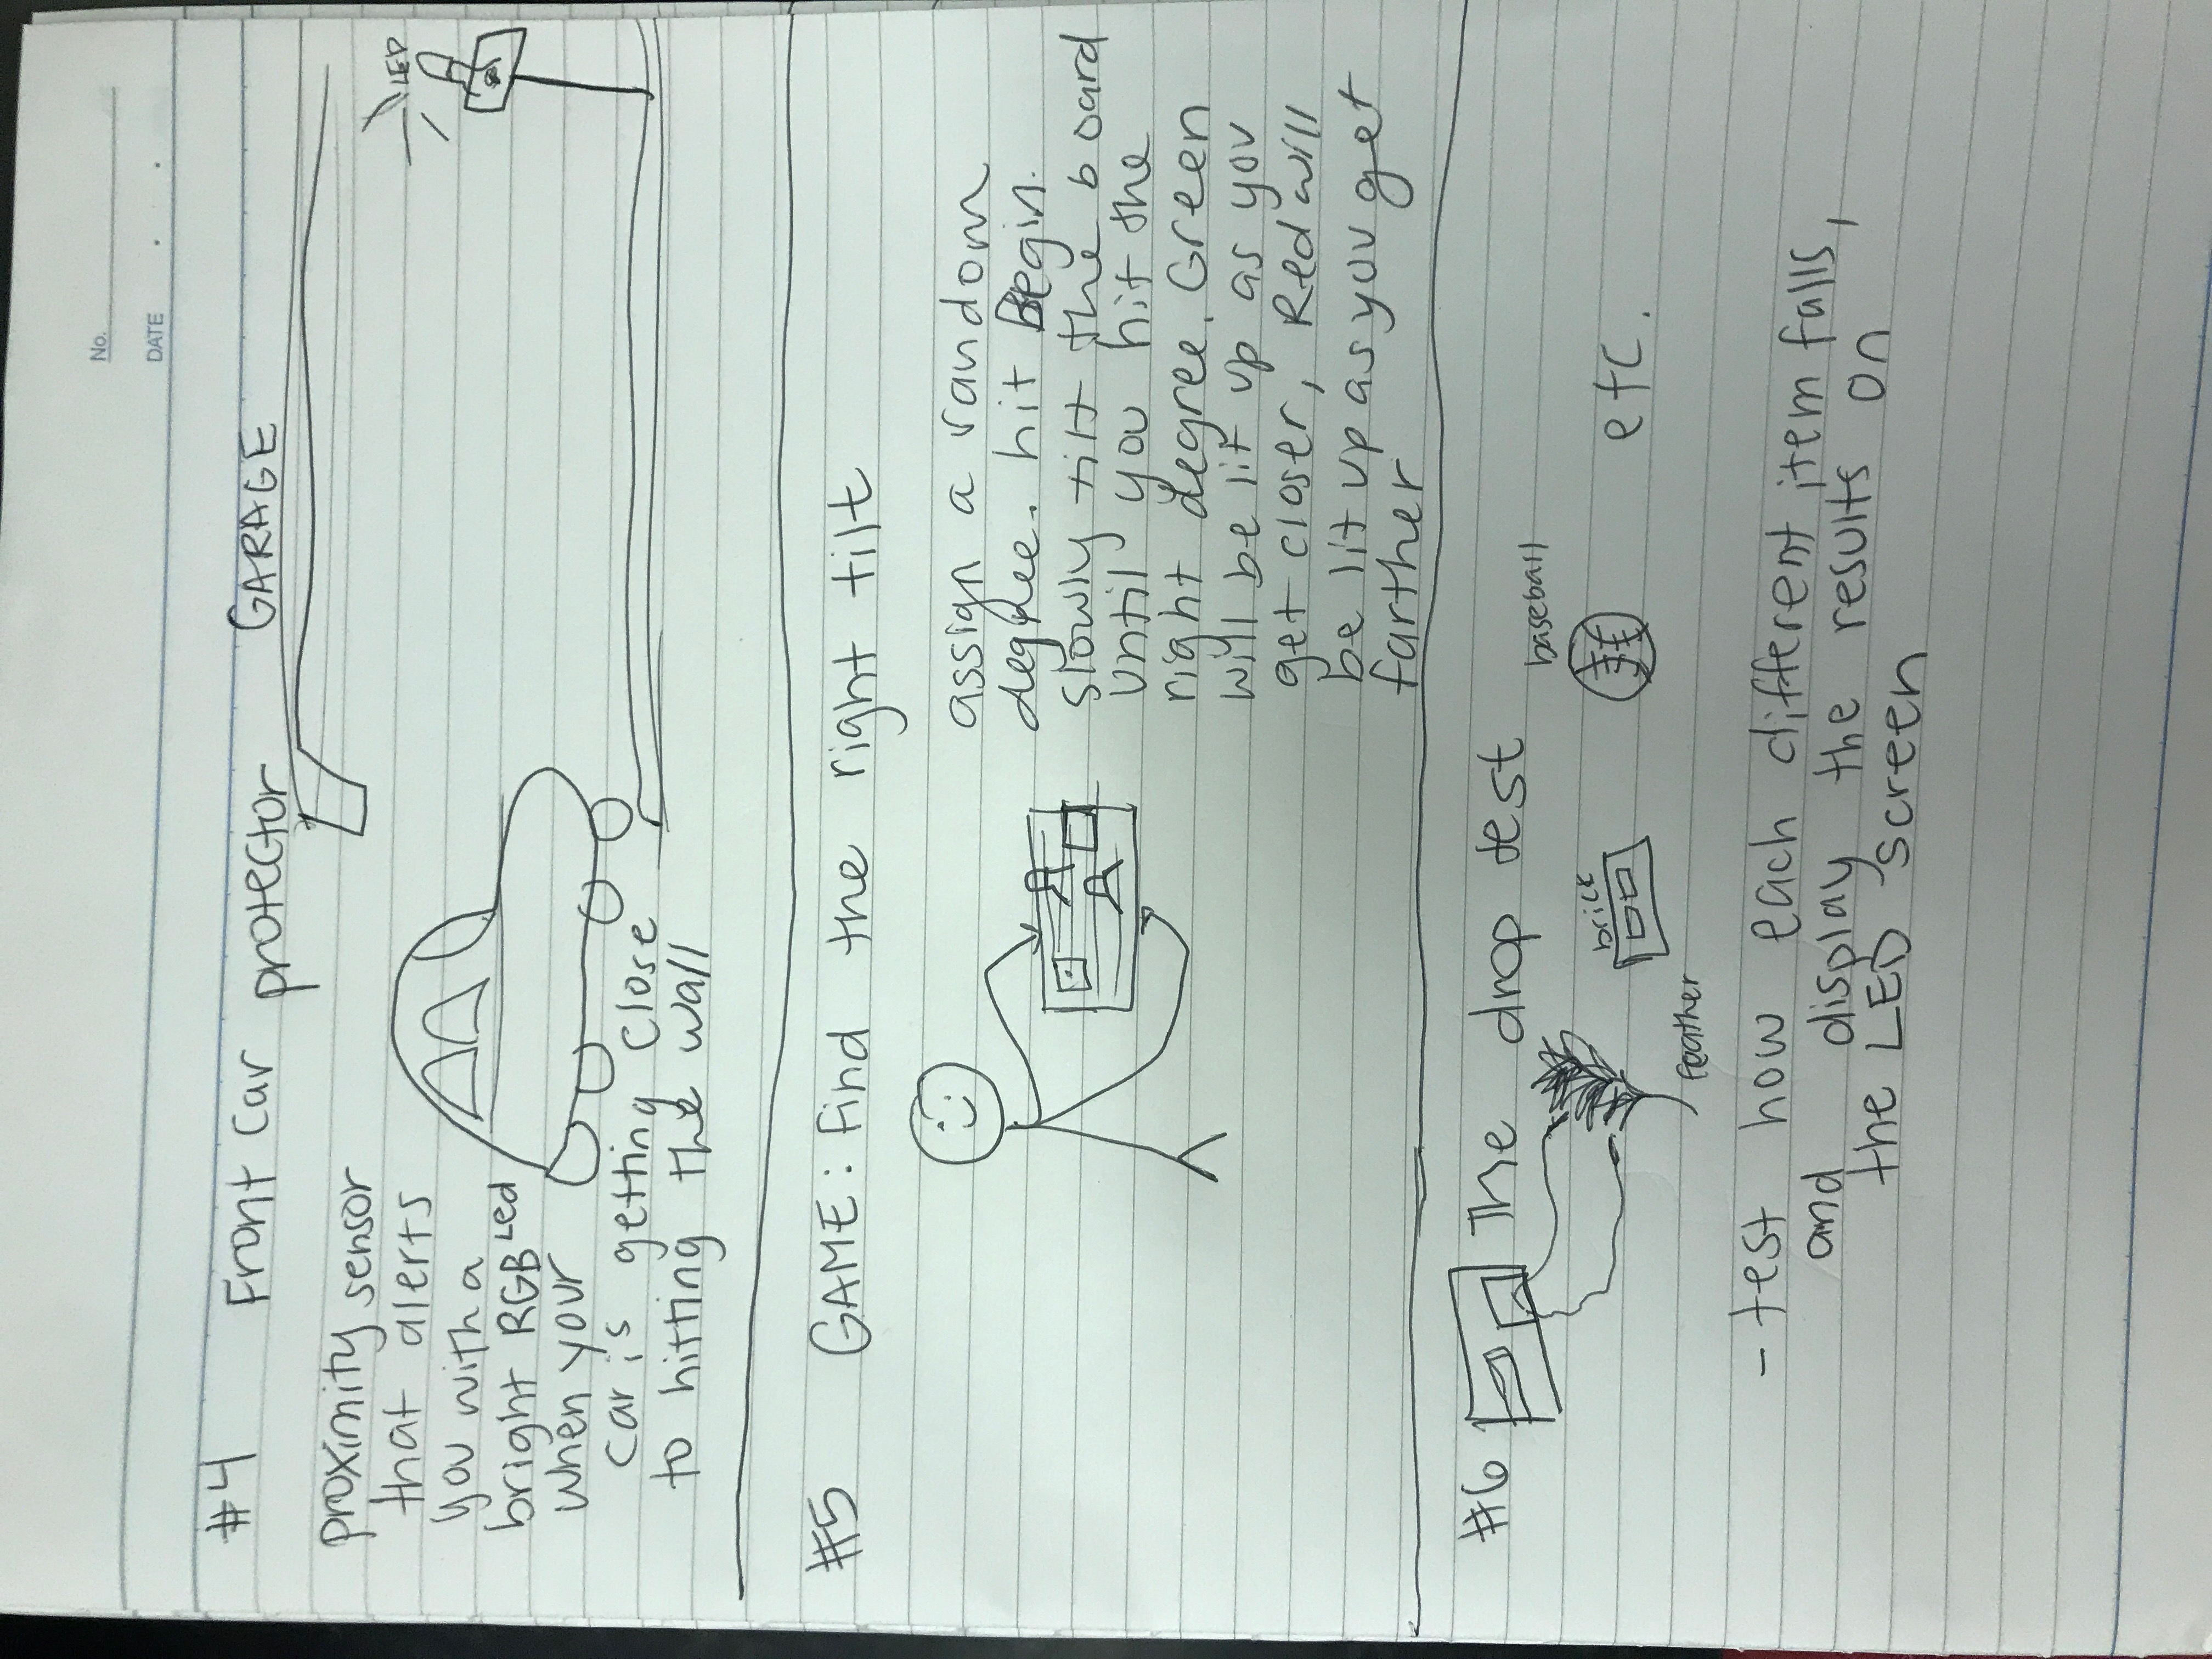 No.
DATE
#4 Front Car protector
GARAGE
proximity sensor
that alerts
you with a
bright RGB Led
when your
car is getting close
to hitting the wall
LED
#5 GAME: find the right tilt
assign a random
degree. hit Begin.
slowly tilt the board
until you hit the
right degree. Green
will be lit up as you
get closer, Red will
be lit up as you get
farther
#6 The drop test
feather
brick
baseball
etc.
- test how each different item falls,
and display the results on
the LED screen